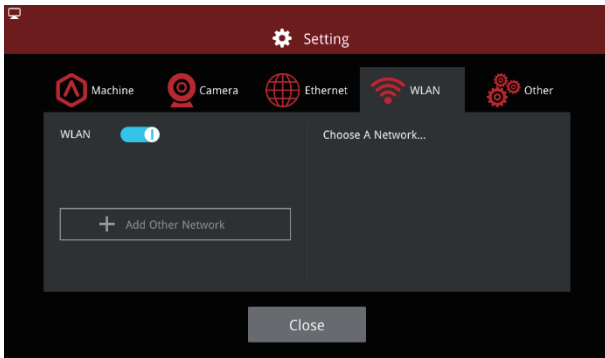 Setting
Machine
Camera
Ethernet
WLAN
Other
WLAN
Choose A Network...
Add Other Network
Close